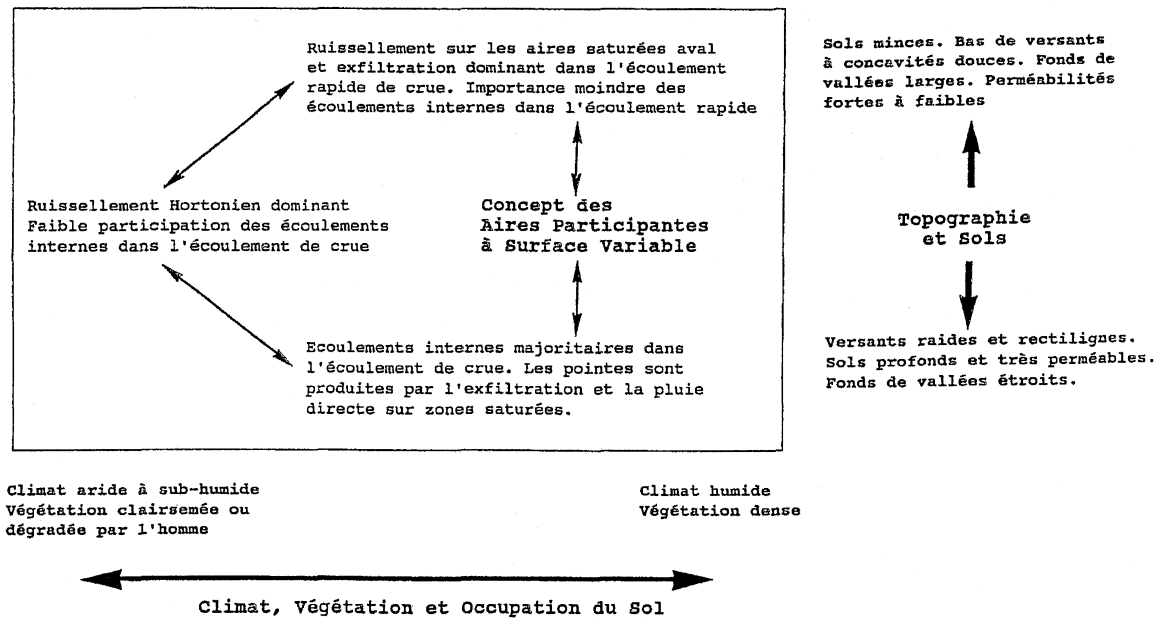 Ruissellement sur les aires saturées aval
et exfiltration dominant dans l'écoulement
rapide de crue. Importance moindre des
écoulements internes dans l'écoulement rapide
Ruissellement Hortonien dominant
Faible participation des écoulements
internes dans l'écoulement de crue
Concept des
Aires Participantes
à Surface Variable
Ecoulements internes majoritaires dans
l'écoulement de crue. Les pointes sont
produites par l'exfiltration et la pluie
directe sur zones saturées.
Sols minces. Bas de versants
à concavités douces. Fonds de
vallées larges. Perméabilités
fortes à faibles
Topographie
et Sols
Versants raides et rectilignes.
Sols profonds et très perméables.
Fonds de vallées étroits.
Climat aride à sub-humide
Végétation clairsemée ou
dégradée par l'homme
Climat humide
Végétation dense
Climat, Végétation et Occupation du Sol